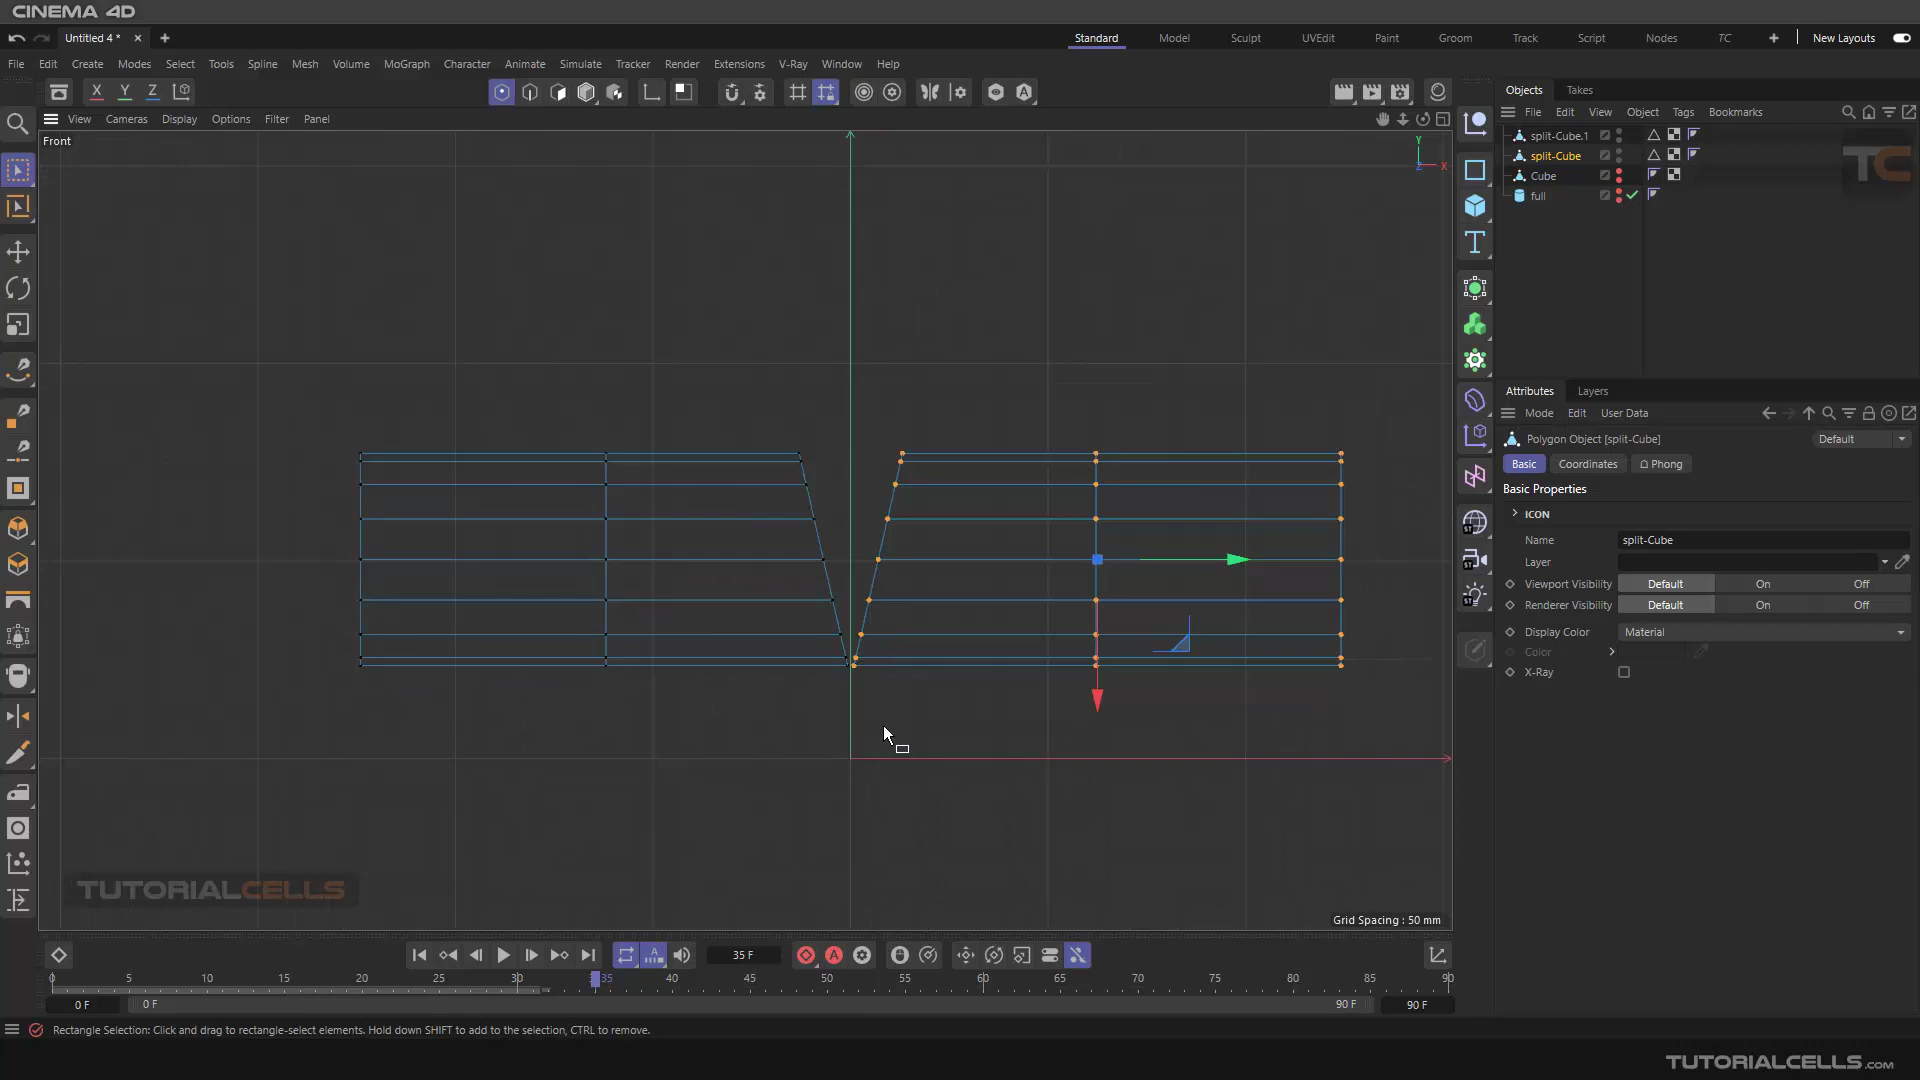 CINEMA 4D
Untitled 4 *
Standard
Model
Sculpt
UVEdit
Paint
Groom
Track
Script
Nodes
TC
New Layouts
File Edit Create Modes Select Tools Spline Mesh Volume MoGraph Character Animate Simulate Tracker Render Extensions V-Ray Window Help
X Y Z
Objects Takes
View Cameras Display Options Filter Panel
File Edit View Object Tags Bookmarks
Front
Y
X
Z
split-Cube.1
split-Cube
Cube
full
TC
Attributes Layers
Mode Edit User Data
Polygon Object [split-Cube]
Default
Basic Coordinates Phong
Basic Properties
ICON
Name split-Cube
Layer
Viewport Visibility Default On Off
Renderer Visibility Default On Off
Display Color Material
Color
X-Ray
TUTORIALCELLS
Grid Spacing : 50 mm
35 F
0 5 10 15 20 25 30 35 40 45 50 55 60 65 70 75 80 85 90
0 F 0 F 90 F 90 F
Rectangle Selection: Click and drag to rectangle-select elements. Hold down SHIFT to add to the selection, CTRL to remove.
TUTORIALCELLS.COM